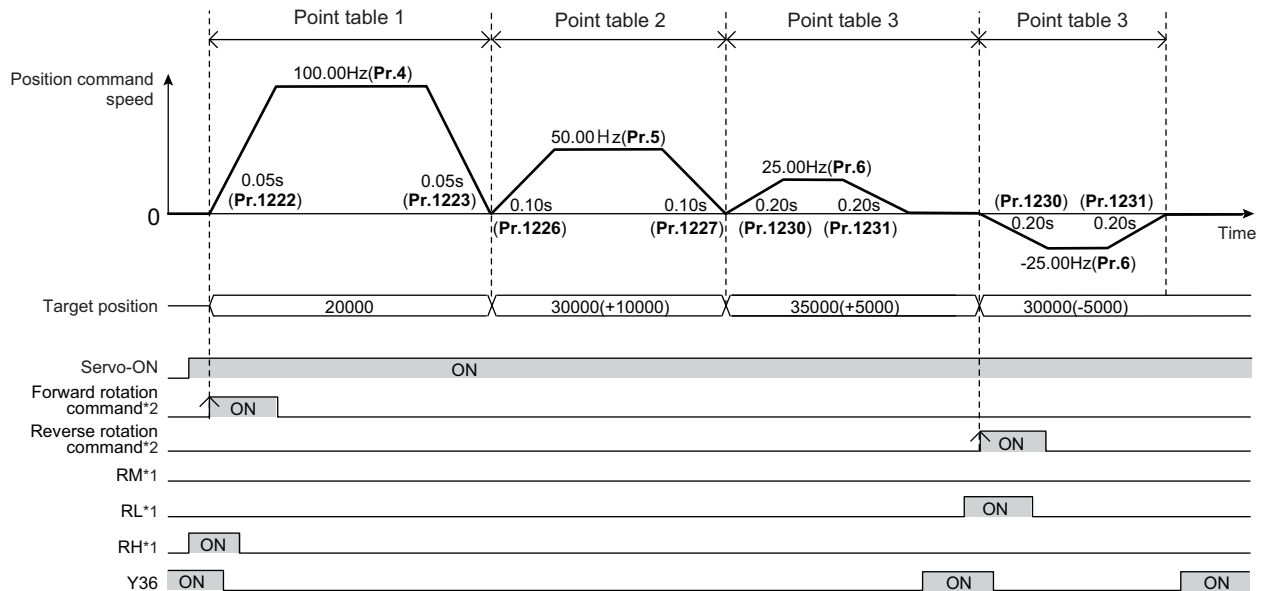 Point table 1 Point table 2 Point table 3 Point table 3
Position command
speed
100.00Hz(Pr.4)
50.00Hz(Pr.5)
25.00Hz(Pr.6)
0.05s 0.05s
(Pr.1222) (Pr.1223)
0.10s 0.10s
(Pr.1226) (Pr.1227)
0.20s 0.20s
(Pr.1230) (Pr.1231)
(Pr.1230) (Pr.1231)
0.20s 0.20s
-25.00Hz(Pr.6)
0
Time
Target position 20000 30000(+10000) 35000(+5000) 30000(-5000)
Servo-ON ON
Forward rotation
command*2 ON
Reverse rotation
command*2 ON
RM*1
RL*1 ON
RH*1 ON
Y36 ON ON ON